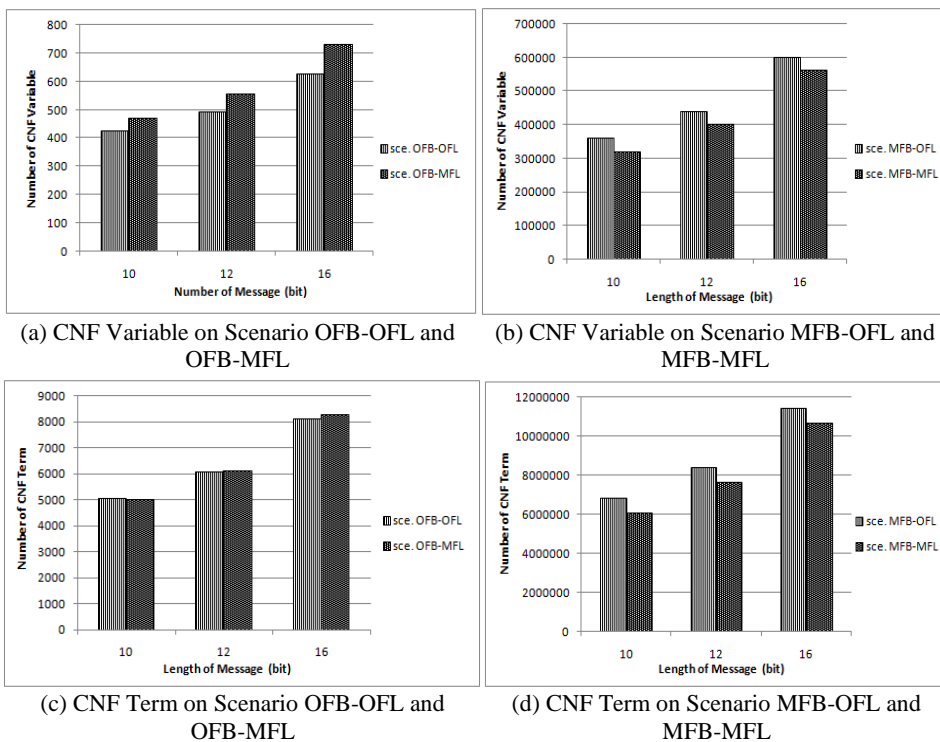 800
700
600
500
400
300
200
100
0
Number of CNF Variable
10
12
16
Number of Message (bit)
sce. OFB-OFL
sce. OFB-MFL
(a) CNF Variable on Scenario OFB-OFL and
OFB-MFL
700000
600000
500000
400000
300000
200000
100000
0
Number of CNF Variable
10
12
16
Length of Message (bit)
sce. MFB-OFL
sce. MFB-MFL
(b) CNF Variable on Scenario MFB-OFL and
MFB-MFL
9000
8000
7000
6000
5000
4000
3000
2000
1000
0
Number of CNF Term
10
12
16
Length of Message (bit)
sce. OFB-OFL
sce. OFB-MFL
(c) CNF Term on Scenario OFB-OFL and
OFB-MFL
12000000
10000000
8000000
6000000
4000000
2000000
0
Number of CNF Term
10
12
16
Length of Message (bit)
sce. MFB-OFL
sce. MFB-MFL
(d) CNF Term on Scenario MFB-OFL and
MFB-MFL